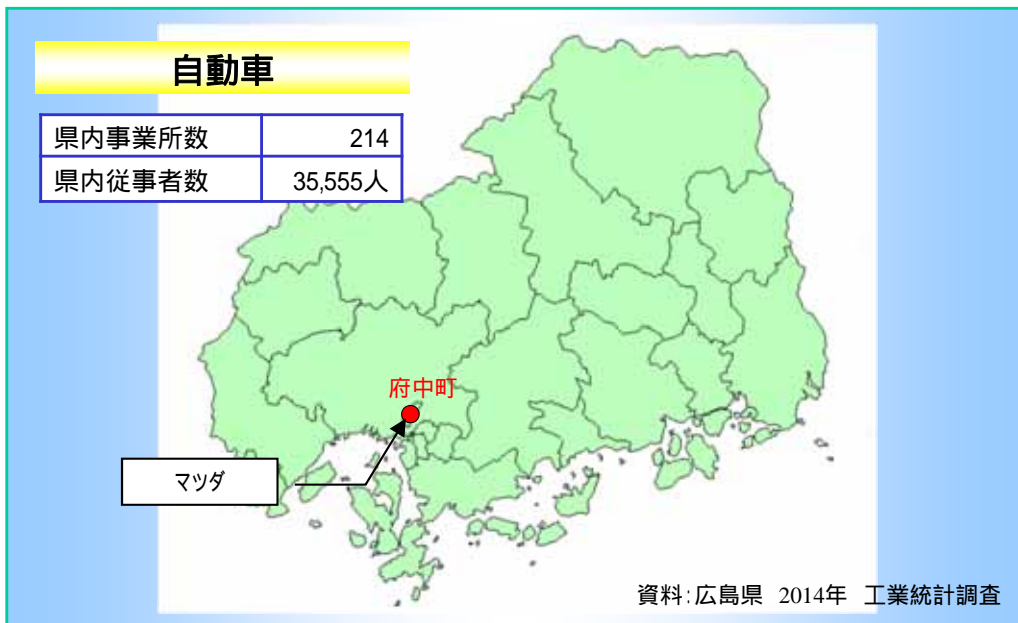 自動車
県内事業所数 214
県内従事者数 35,555人
府中町
マツダ
資料:広島県 2014年 工業統計調査